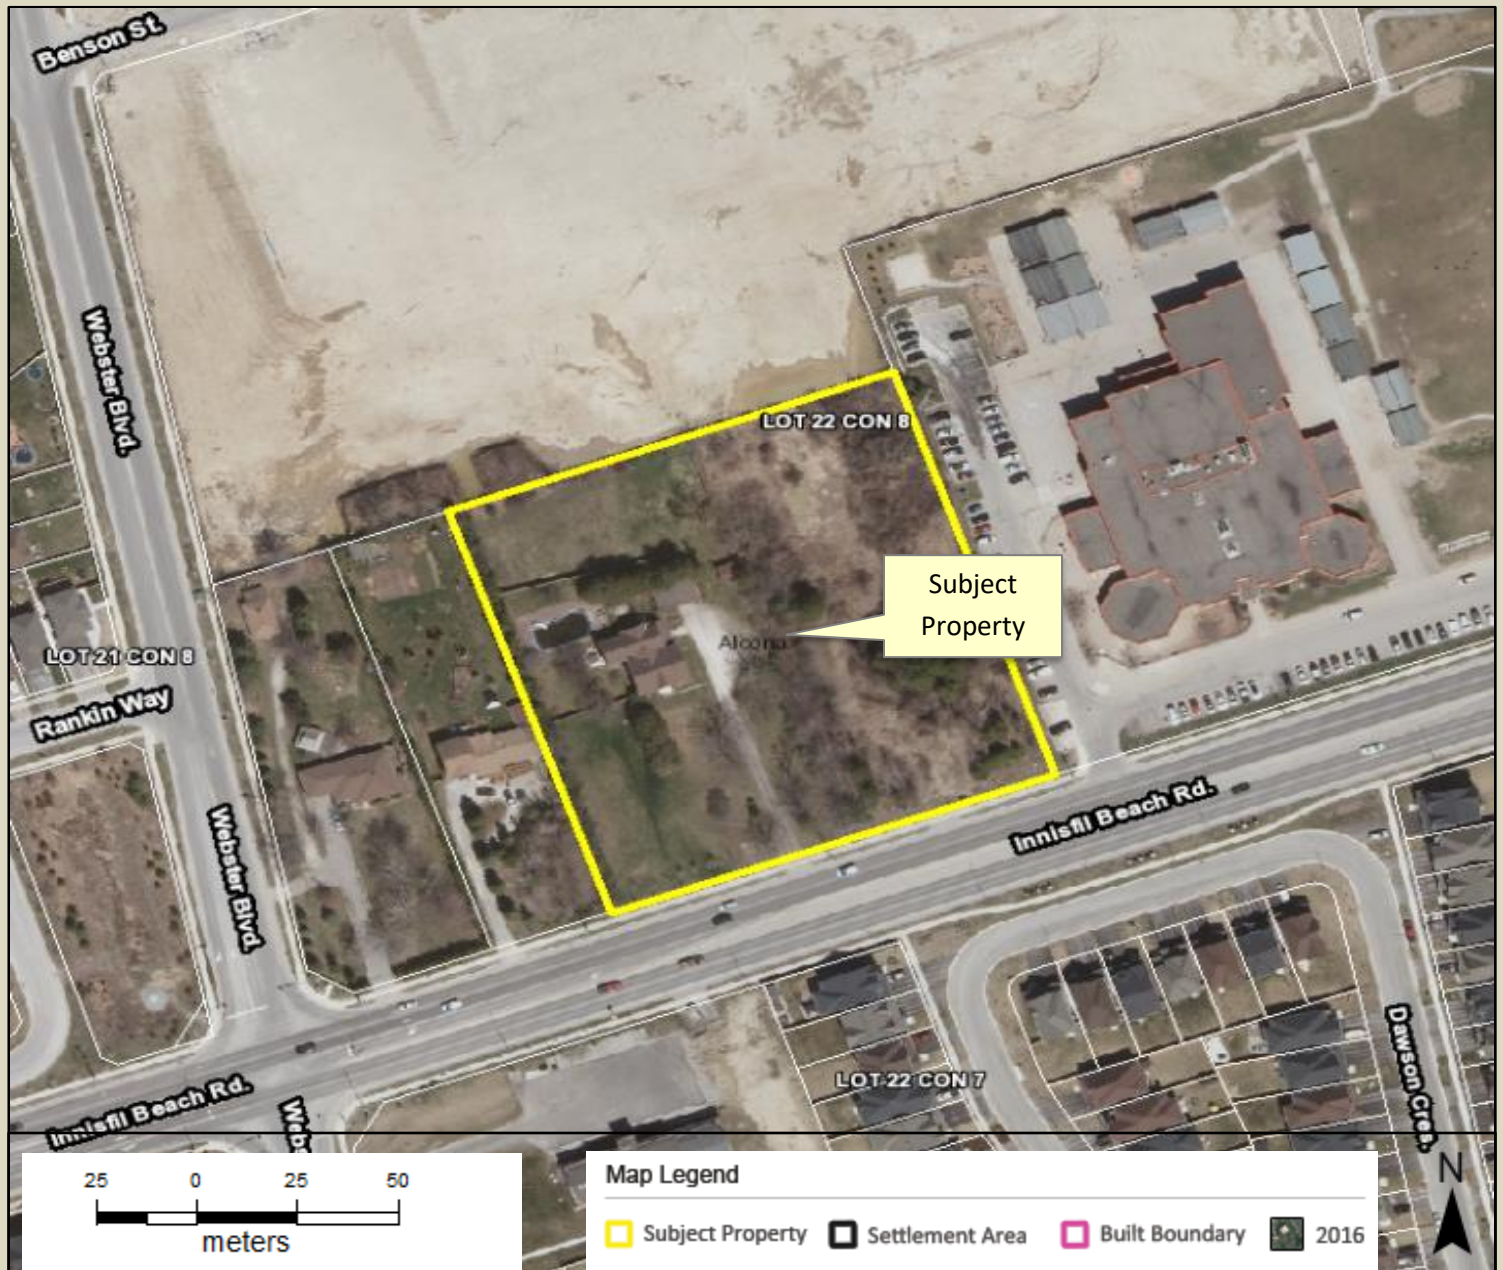 Benson St.
Webster Blvd.
LOT 22 CON 8
Subject
Property
Alcona
LOT 21 CON 8
Rankin Way
Innisfil Beach Rd.
Webster Blvd.
Dawson Cres.
LOT 22 CON 7
Innisfil Beach Rd.
Webs
25 0 25 50
meters
Map Legend
Subject Property Settlement Area Built Boundary 2016
N